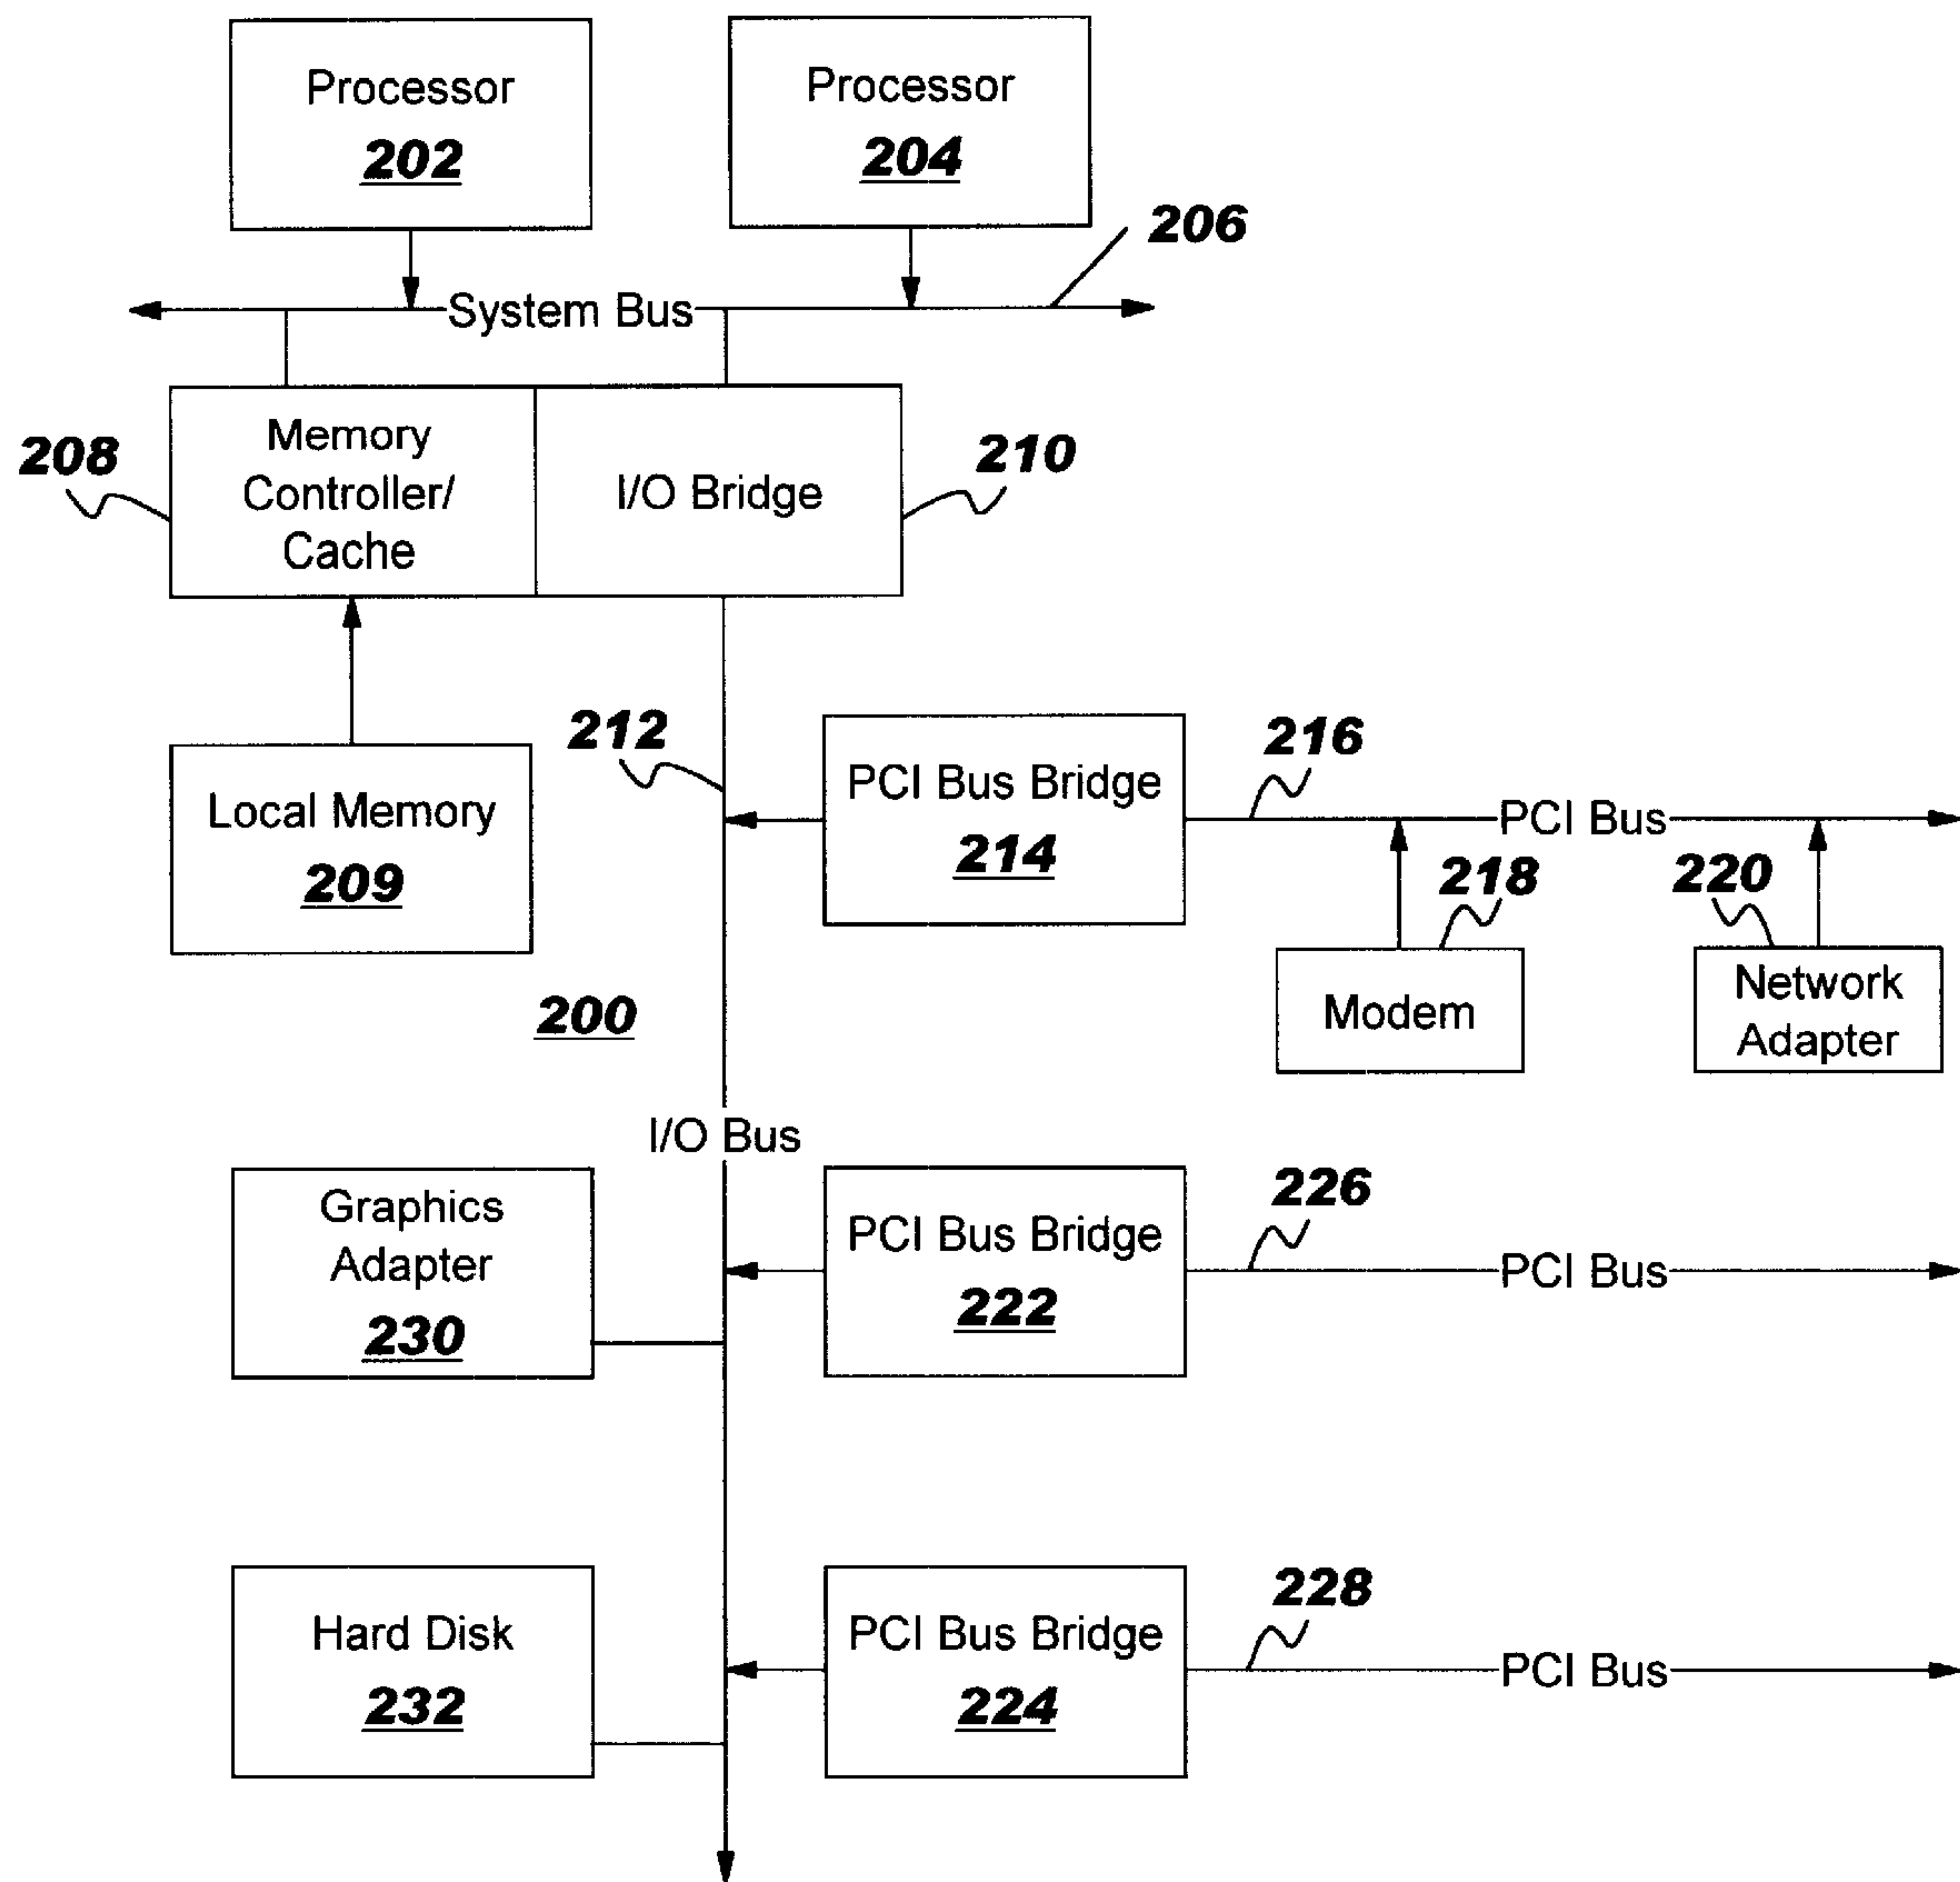 Processor
202
Processor
204
206
System Bus
208
Memory
Controller/
Cache
I/O Bridge
210
212
Local Memory
209
PCI Bus Bridge
214
216
PCI Bus
218
220
Modem
Network
Adapter
200
I/O Bus
Graphics
Adapter
230
PCI Bus Bridge
222
226
PCI Bus
Hard Disk
232
PCI Bus Bridge
224
228
PCI Bus